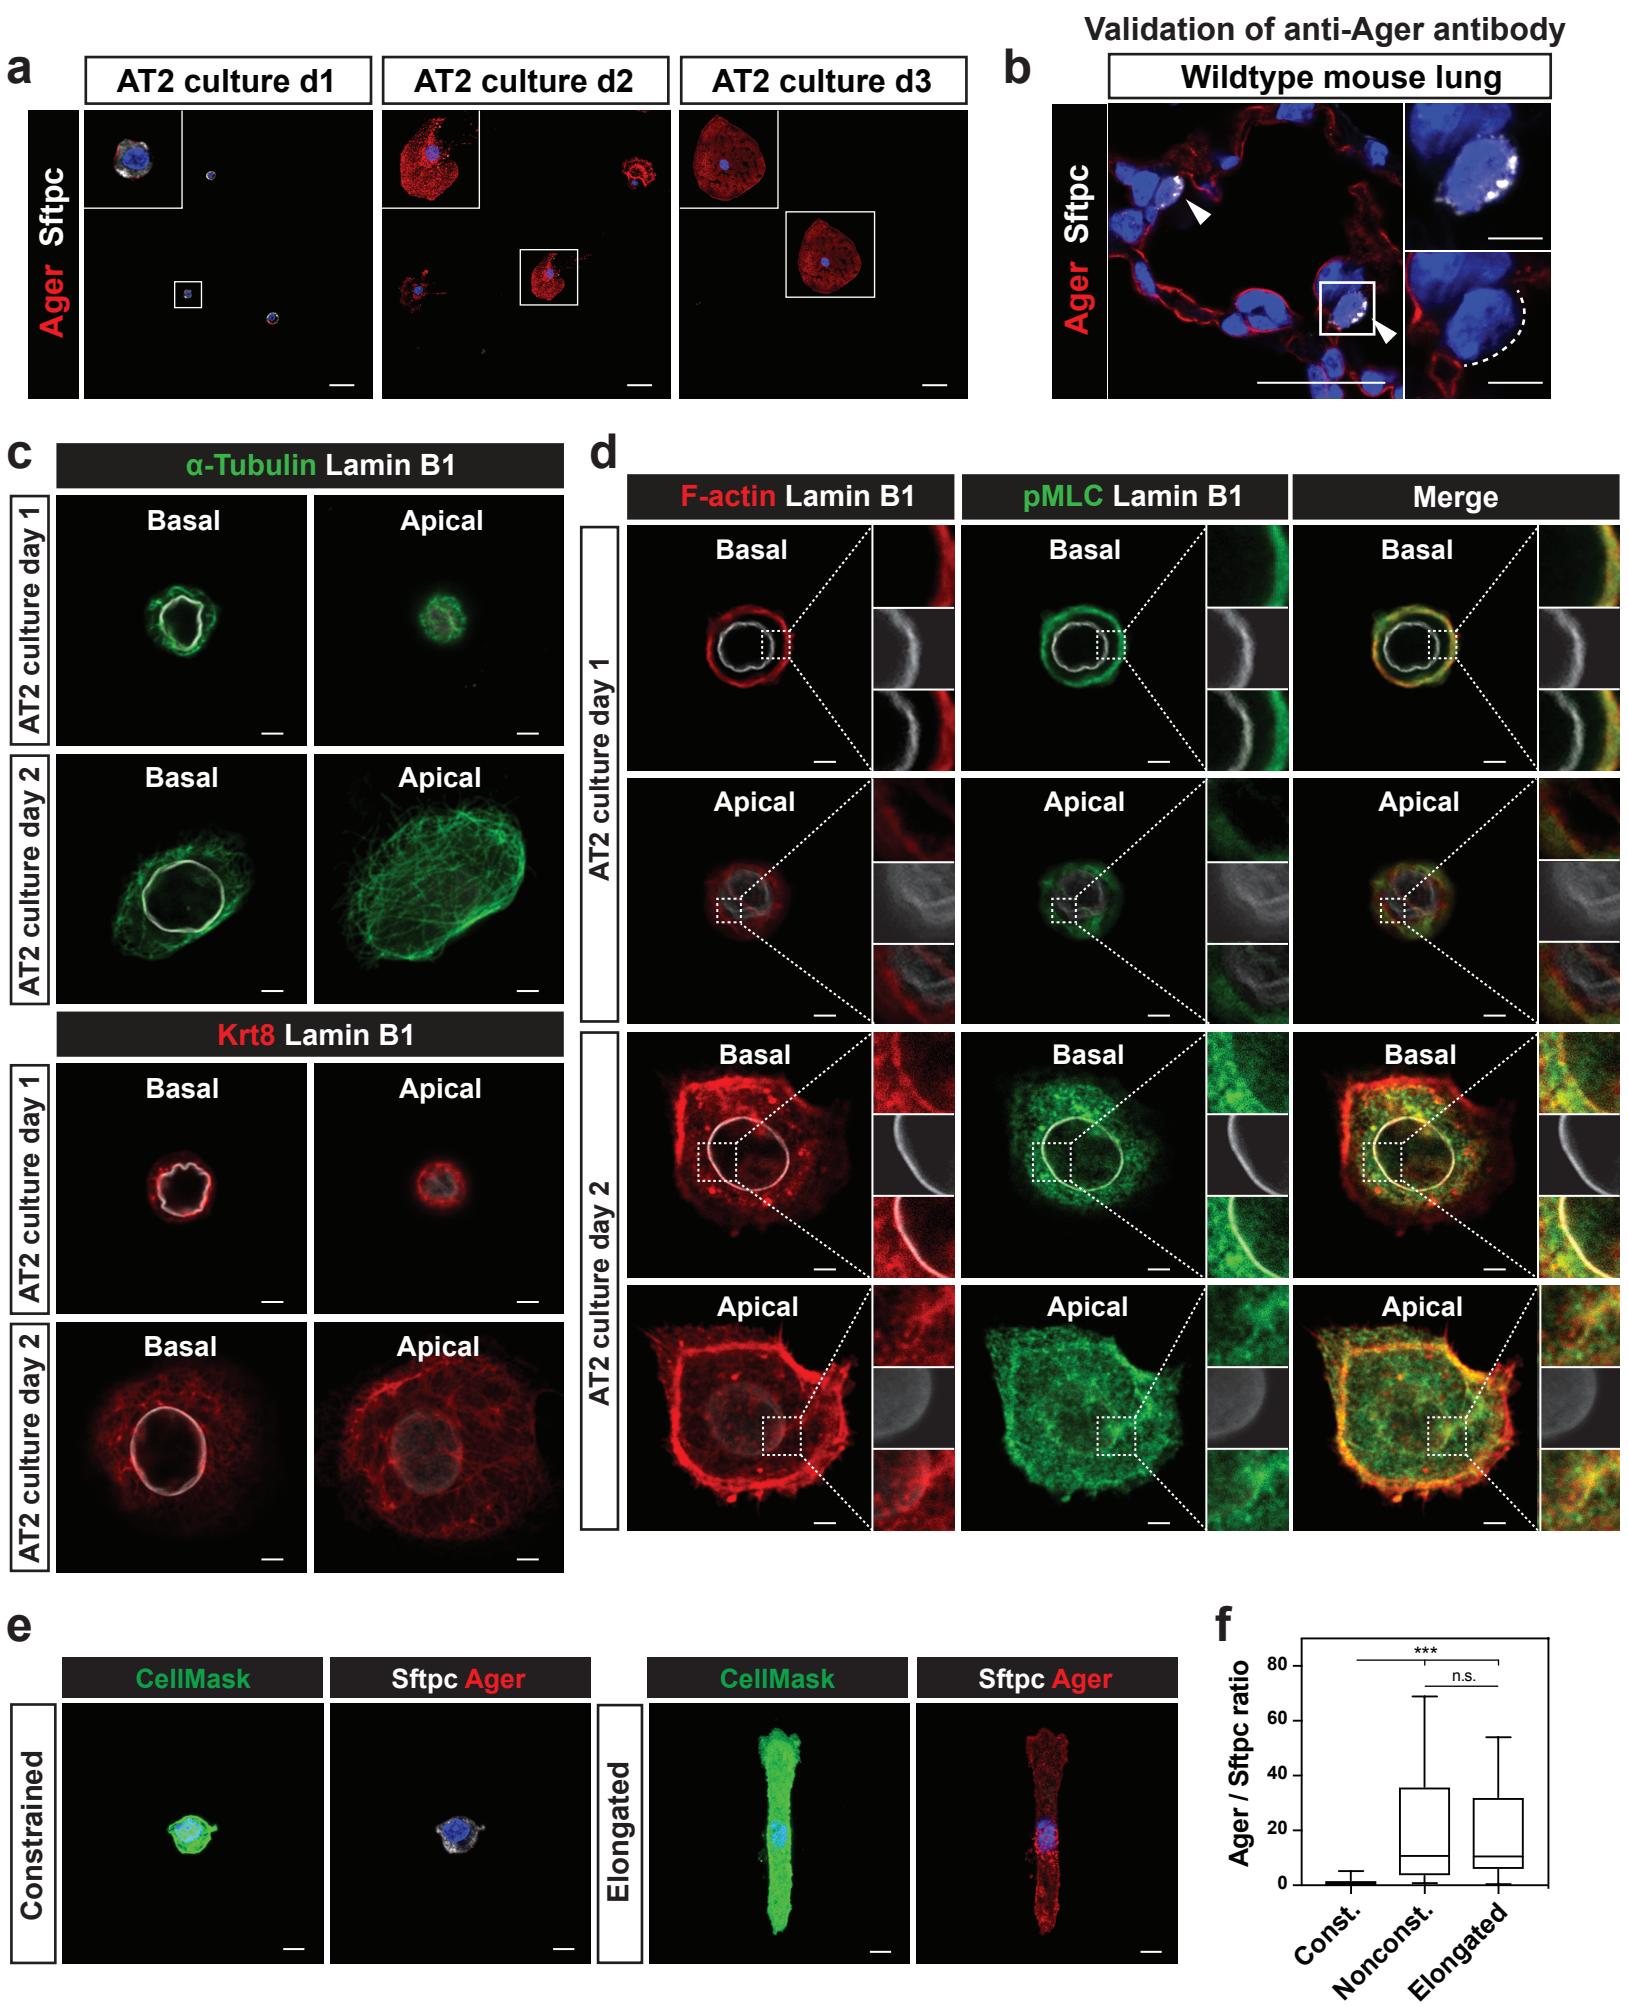 a
AT2 culture d1
AT2 culture d2
AT2 culture d3
Ager Sftpc
Validation of anti-Ager antibody
b
Wildtype mouse lung
Ager Sftpc
c
α-Tubulin Lamin B1
AT2 culture day 1
Basal
Apical
AT2 culture day 2
Basal
Apical
Krt8 Lamin B1
AT2 culture day 1
Basal
Apical
AT2 culture day 2
Basal
Apical
d
F-actin Lamin B1
pMLC Lamin B1
Merge
AT2 culture day 1
Basal
Basal
Basal
Apical
Apical
Apical
AT2 culture day 2
Basal
Basal
Basal
Apical
Apical
Apical
e
CellMask
Sftpc Ager
CellMask
Sftpc Ager
Constrained
Elongated
f
Ager / Sftpc ratio
80
60
40
20
0
***
n.s.
Const.
Nonconst.
Elongated